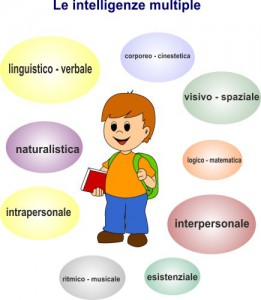 Le intelligenze multiple
corporeo - cinestetica
linguistico - verbale
visivo - spaziale
naturalistica
logico - matematica
intrapersonale
interpersonale
ritmico - musicale
esistenziale